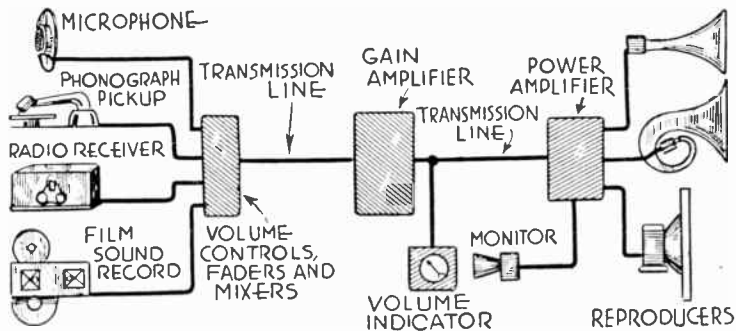 MICROPHONE
PHONOGRAPH
PICKUP
RADIO RECEIVER
FILM
SOUND
RECORD
TRANSMISSION
LINE
VOLUME
CONTROLS,
FADERS AND
MIXERS
GAIN
AMPLIFIER
TRANSMISSION
LINE
VOLUME
INDICATOR
MONITOR
POWER
AMPLIFIER
REPRODUCERS